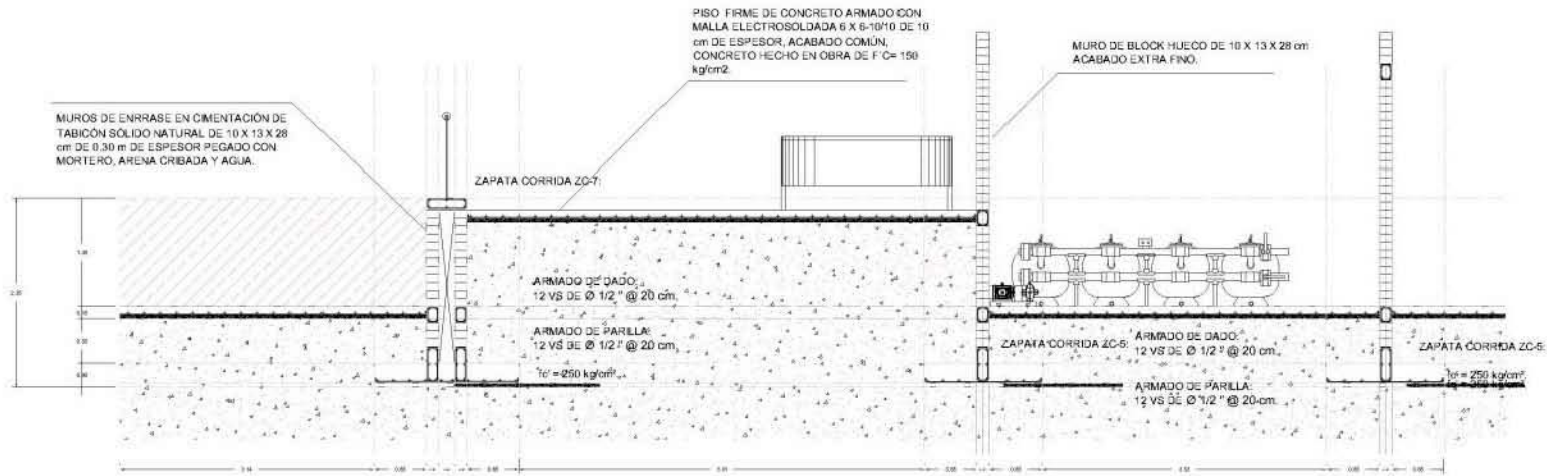 PISO FIRME DE CONCRETO ARMADO CON
MALLA ELECTROSOLDADA 6 X 6-10/10 DE 10
cm DE ESPESOR, ACABADO COMÚN,
CONCRETO HECHO EN OBRA DE F´C= 150
kg/cm2.
MURO DE BLOCK HUECO DE 10 X 13 X 28 cm
ACABADO EXTRA FINO.
MUROS DE ENRRASE EN CIMENTACIÓN DE
TABICÓN SÓLIDO NATURAL DE 10 X 13 X 28
cm DE 0.30 m DE ESPESOR PEGADO CON
MORTERO, ARENA CRIBADA Y AGUA.
ZAPATA CORRIDA ZC-7:
ARMADO DE DADO:
12 VS DE Ø 1/2 " @ 20 cm.
ARMADO DE PARILLA:
12 VS DE Ø 1/2 " @ 20 cm.
fc' = 250 kg/cm².
ZAPATA CORRIDA ZC-5:
ARMADO DE DADO:
12 VS DE Ø 1/2 " @ 20 cm.
ARMADO DE PARILLA:
12 VS DE Ø 1/2 " @ 20 cm.
ZAPATA CORRIDA ZC-5:
fc' = 250 kg/cm².